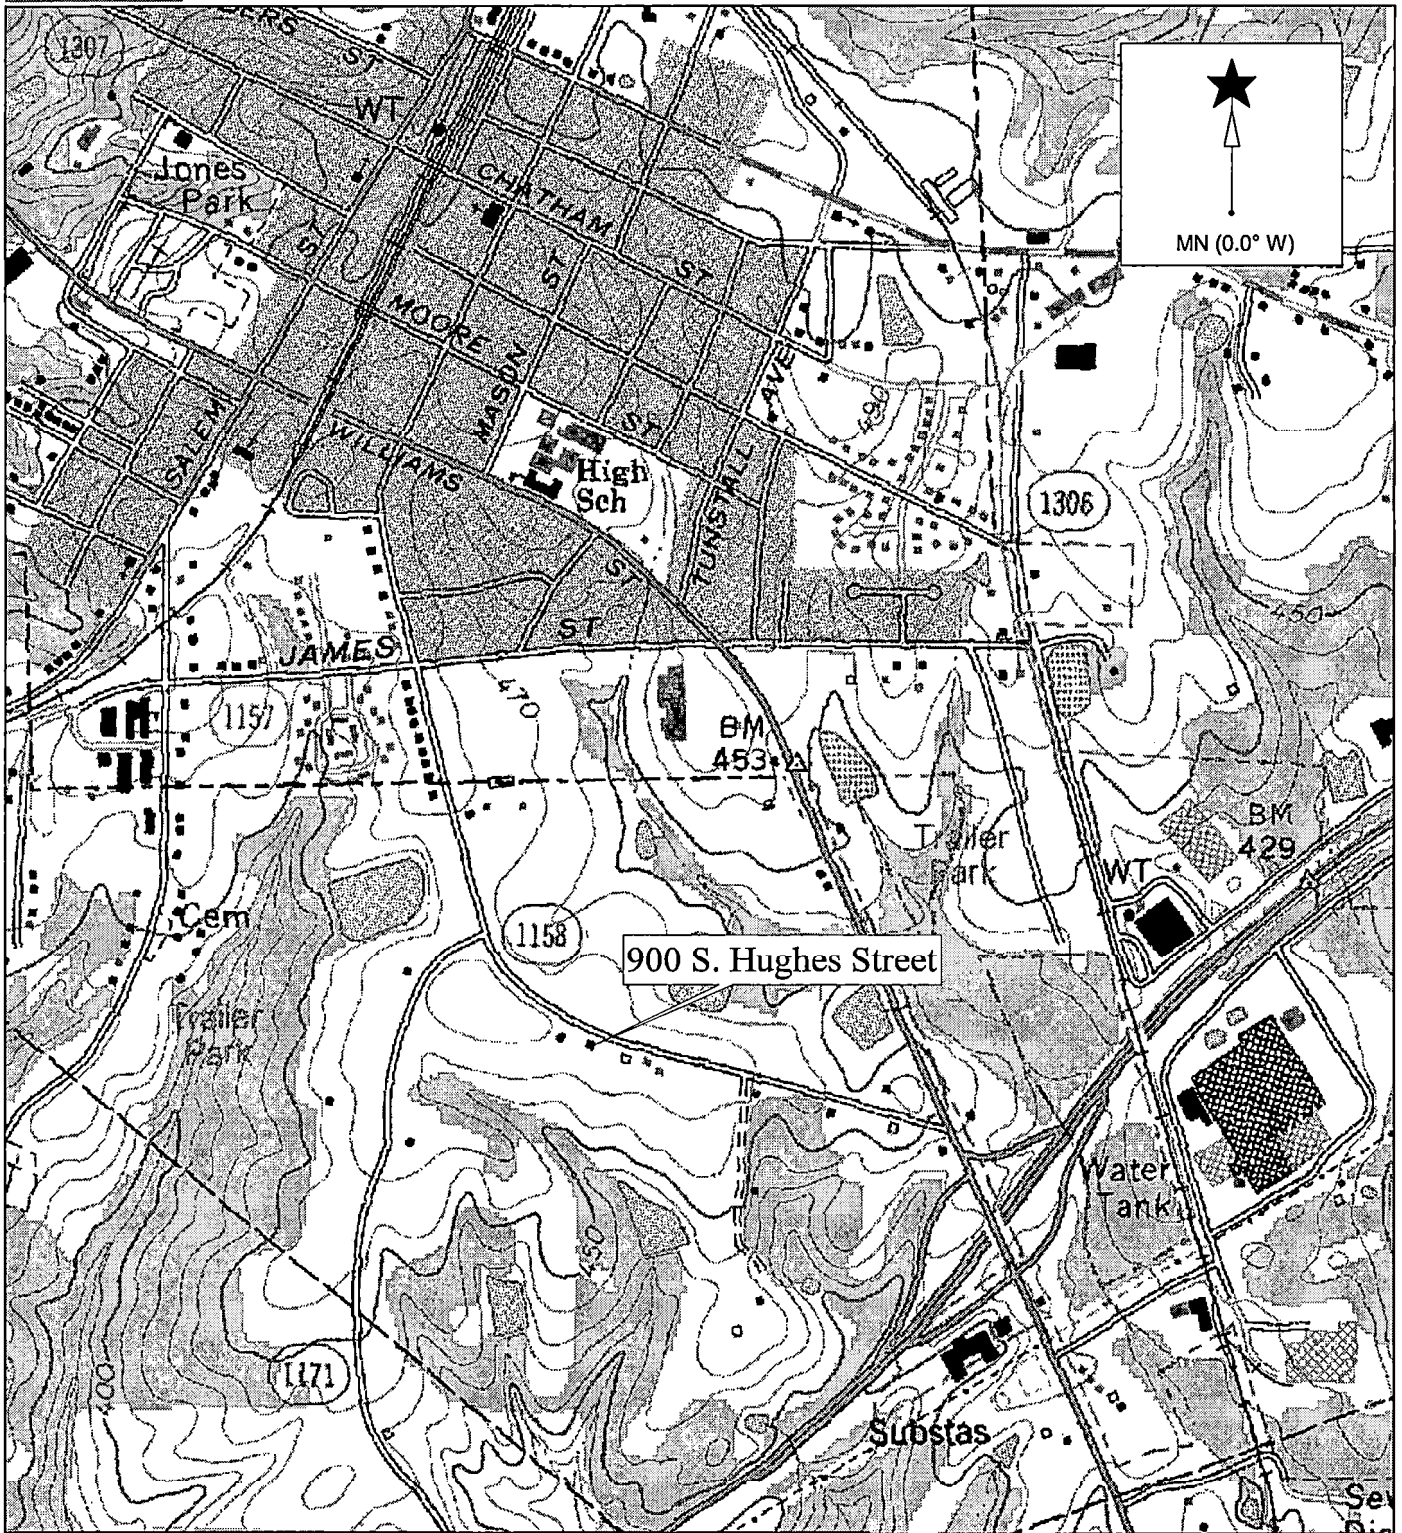 1307
ST
WT
Jones
Park
CHATHAM
ST
MN (0.0° W)
ST
ST
MOORE
MASON
ST
AVE
490
SALEM
WILLIAMS
High
Sch
TUNSTALL
1306
ST
ST
JAMES
450
1157
470
BM
453
Trailer
Park
BM
429
WT
Cem
1158
900 S. Hughes Street
Trailer
Park
Water
Tank
450
1171
400
Substas